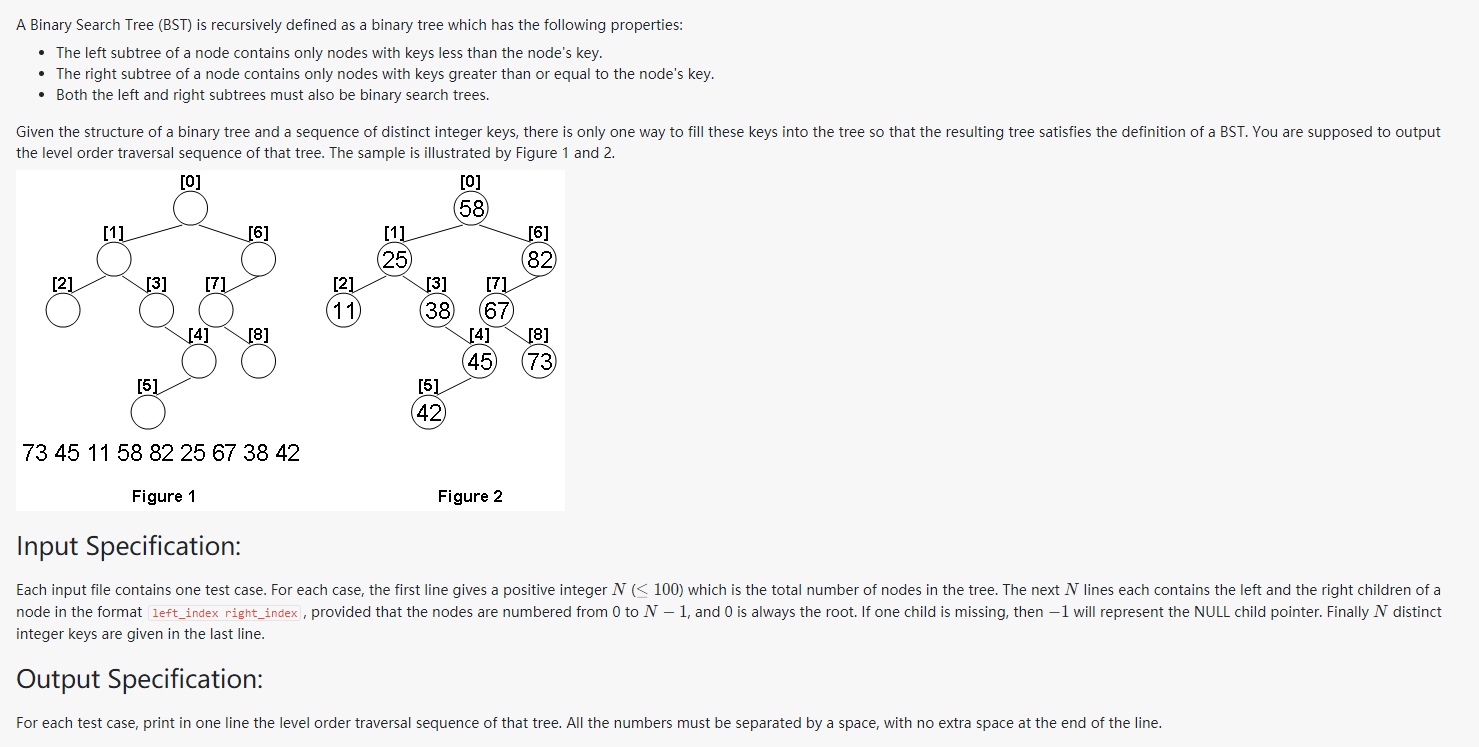 A Binary Search Tree (BST) is recursively defined as a binary tree which has the following properties:
• The left subtree of a node contains only nodes with keys less than the node's key.
• The right subtree of a node contains only nodes with keys greater than or equal to the node's key.
• Both the left and right subtrees must also be binary search trees.
Given the structure of a binary tree and a sequence of distinct integer keys, there is only one way to fill these keys into the tree so that the resulting tree satisfies the definition of a BST. You are supposed to output
the level order traversal sequence of that tree. The sample is illustrated by Figure 1 and 2.
[0]
[1] [6]
[2] [3] [7]
[4] [8]
[5]
73 45 11 58 82 25 67 38 42
Figure 1
[0]
58
[1] [6]
25 82
[2] [3] [7]
11 38 67
[4] [8]
45 73
[5]
42
Figure 2
Input Specification:
Each input file contains one test case. For each case, the first line gives a positive integer N (≤ 100) which is the total number of nodes in the tree. The next N lines each contains the left and the right children of a
node in the format left_index right_index , provided that the nodes are numbered from 0 to N − 1, and 0 is always the root. If one child is missing, then −1 will represent the NULL child pointer. Finally N distinct
integer keys are given in the last line.
Output Specification:
For each test case, print in one line the level order traversal sequence of that tree. All the numbers must be separated by a space, with no extra space at the end of the line.